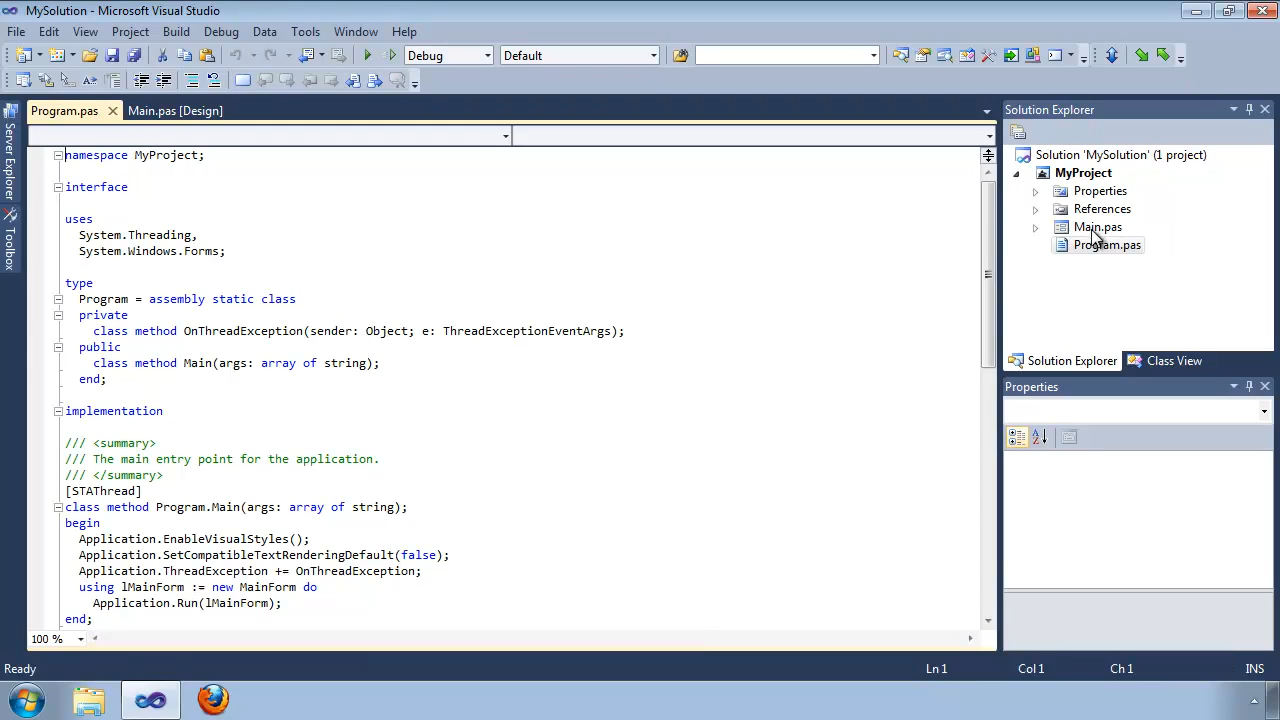 MySolution - Microsoft Visual Studio
File Edit View Project Build Debug Data Tools Window Help
Debug Default
Program.pas Main.pas [Design]
Server Explorer
Toolbox
namespace MyProject;
interface
uses
System.Threading,
System.Windows.Forms;
type
Program = assembly static class
private
class method OnThreadException(sender: Object; e: ThreadExceptionEventArgs);
public
class method Main(args: array of string);
end;
implementation
/// <summary>
/// The main entry point for the application.
/// </summary>
[STAThread]
class method Program.Main(args: array of string);
begin
Application.EnableVisualStyles();
Application.SetCompatibleTextRenderingDefault(false);
Application.ThreadException += OnThreadException;
using lMainForm := new MainForm do
Application.Run(lMainForm);
end;
100 %
Solution Explorer
Solution 'MySolution' (1 project)
MyProject
Properties
References
Main.pas
Program.pas
Solution Explorer Class View
Properties
Ready Ln 1 Col 1 Ch 1 INS